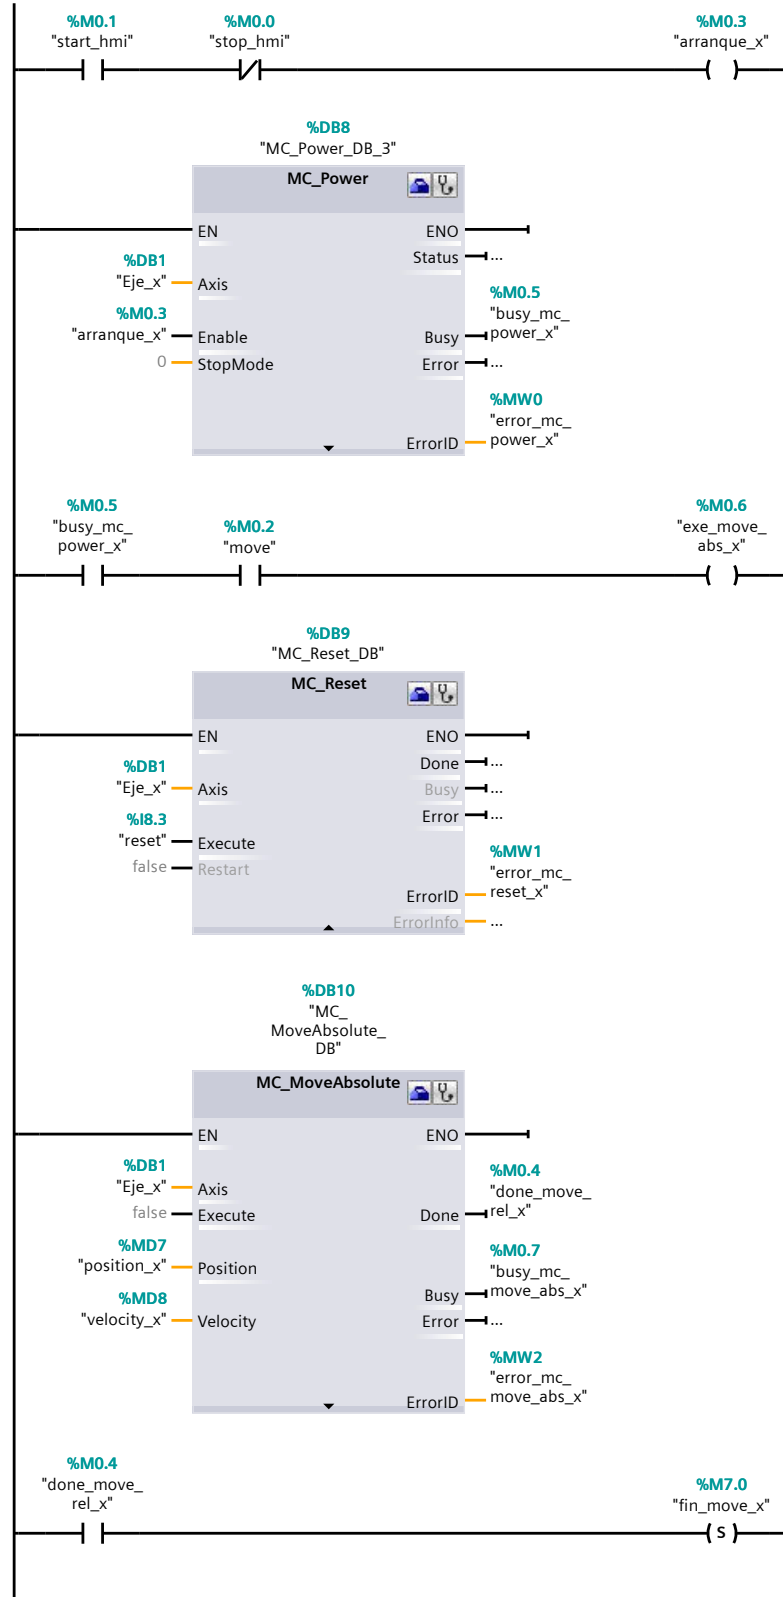 %M0.1 %M0.0 %M0.3
"start_hmi" "stop_hmi" "arranque_x"
%DB8
"MC_Power_DB_3"
MC_Power
EN ENO
Status ...
%DB1
"Eje_x" Axis
%M0.5
"busy_mc_
power_x"
%M0.3
"arranque_x" Enable Busy
0 StopMode Error ...
%MW0
"error_mc_
power_x"
ErrorID
%M0.5 %M0.2 %M0.6
"busy_mc_ "move" "exe_move_
power_x" abs_x"
%DB9
"MC_Reset_DB"
MC_Reset
EN ENO
Done ...
%DB1
"Eje_x" Axis Busy ...
%I8.3
"reset" Execute Error ...
false Restart
%MW1
"error_mc_
reset_x"
ErrorID
ErrorInfo ...
%DB10
"MC_
MoveAbsolute_
DB"
MC_MoveAbsolute
EN ENO
%DB1
"Eje_x" Axis
%M0.4
"done_move_
rel_x"
false Execute Done
%MD7
"position_x" Position
%M0.7
"busy_mc_
move_abs_x"
Busy
%MD8
"velocity_x" Velocity Error ...
%MW2
"error_mc_
move_abs_x"
ErrorID
%M0.4 %M7.0
"done_move_ "fin_move_x"
rel_x"
S